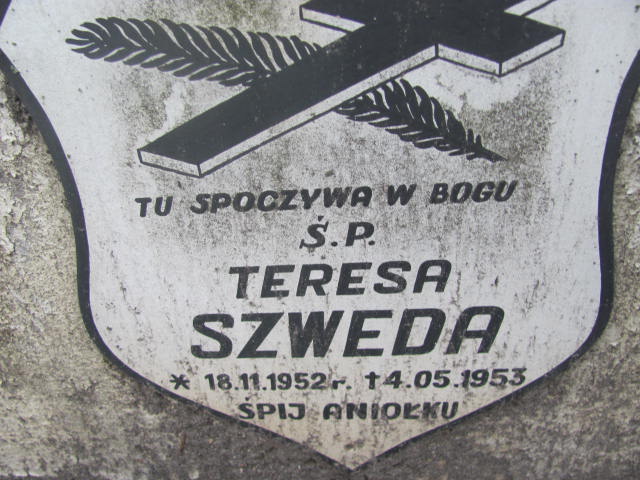 TU SPOCZYWA W BOGU
Ś.P.
TERESA
SZWEDA
* 18.11.1952 r. † 4.05.1953
ŚPIJ ANIOŁKU